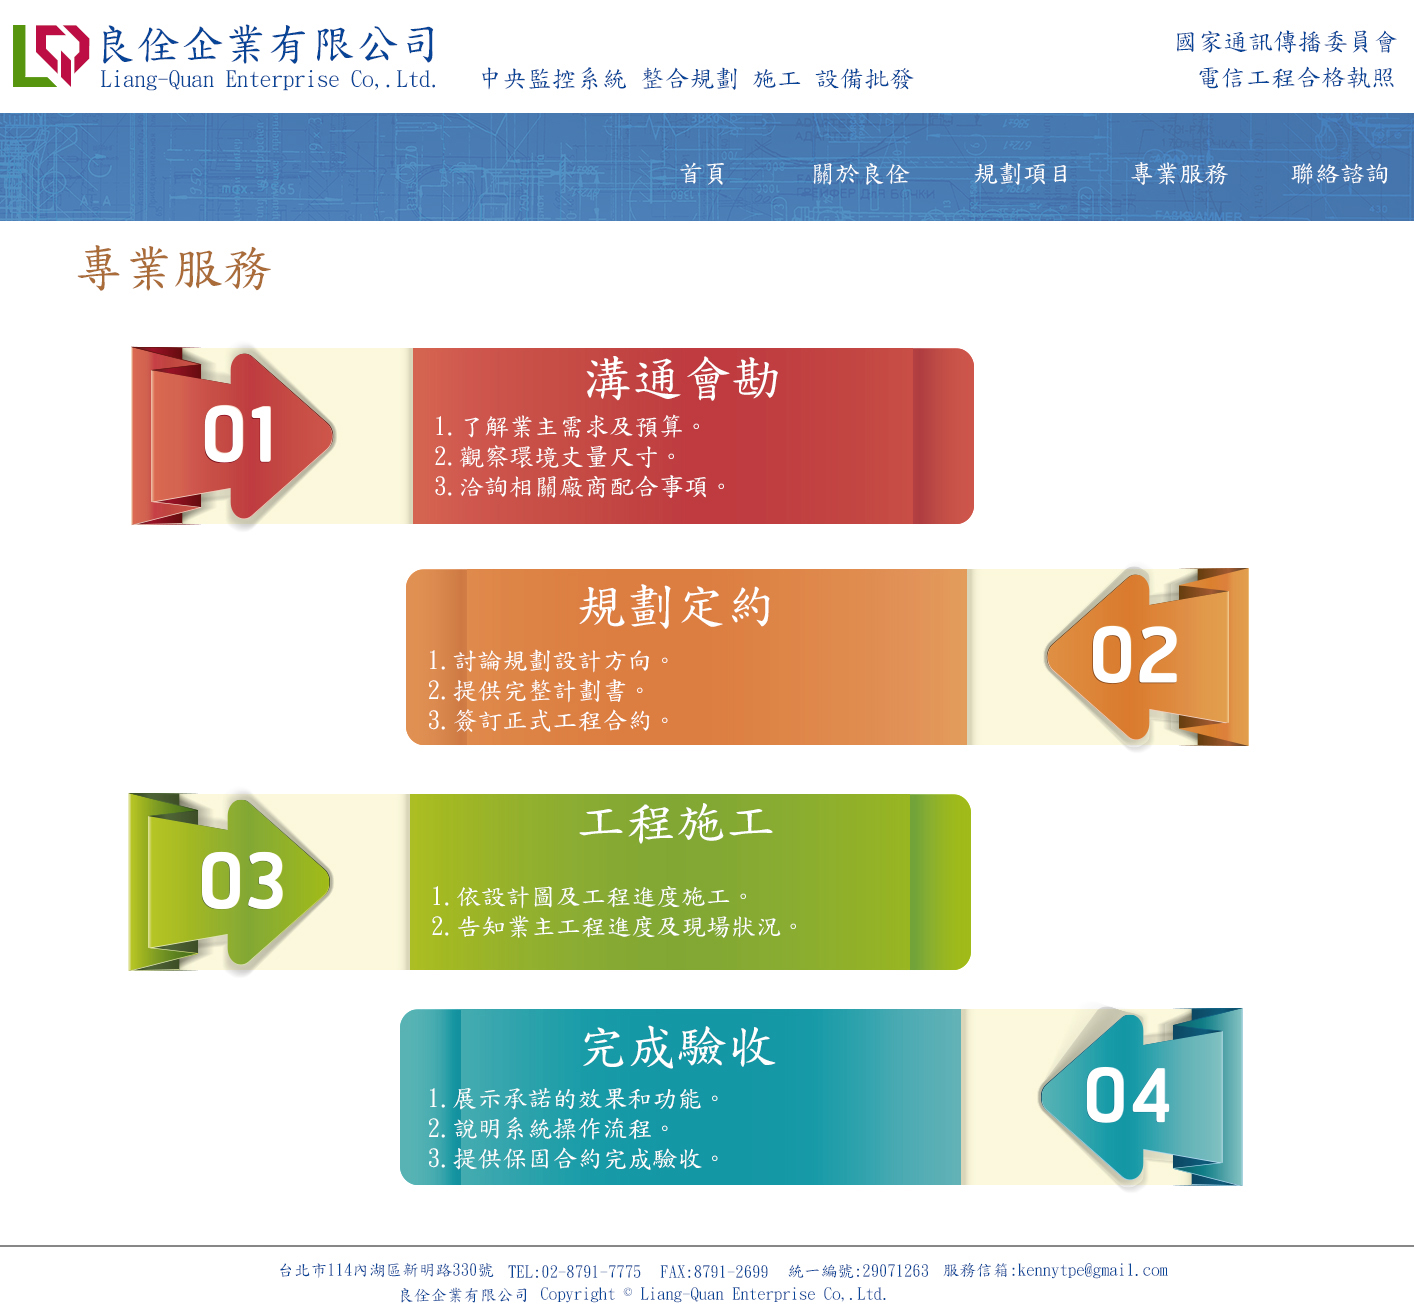 良佺企業有限公司
Liang-Quan Enterprise Co,.Ltd.
中央監控系統 整合規劃 施工 設備批發
國家通訊傳播委員會
電信工程合格執照
首頁 關於良佺 規劃項目 專業服務 聯絡諮詢
專業服務
01
溝通會勘
1.了解業主需求及預算。
2.觀察環境丈量尺寸。
3.洽詢相關廠商配合事項。
02
規劃定約
1.討論規劃設計方向。
2.提供完整計劃書。
3.簽訂正式工程合約。
03
工程施工
1.依設計圖及工程進度施工。
2.告知業主工程進度及現場狀況。
04
完成驗收
1.展示承諾的效果和功能。
2.說明系統操作流程。
3.提供保固合約完成驗收。
台北市114內湖區新明路330號 TEL:02-8791-7775 FAX:8791-2699 統一編號:29071263 服務信箱:kennytpe@gmail.com
良佺企業有限公司 Copyright © Liang-Quan Enterprise Co,.Ltd.